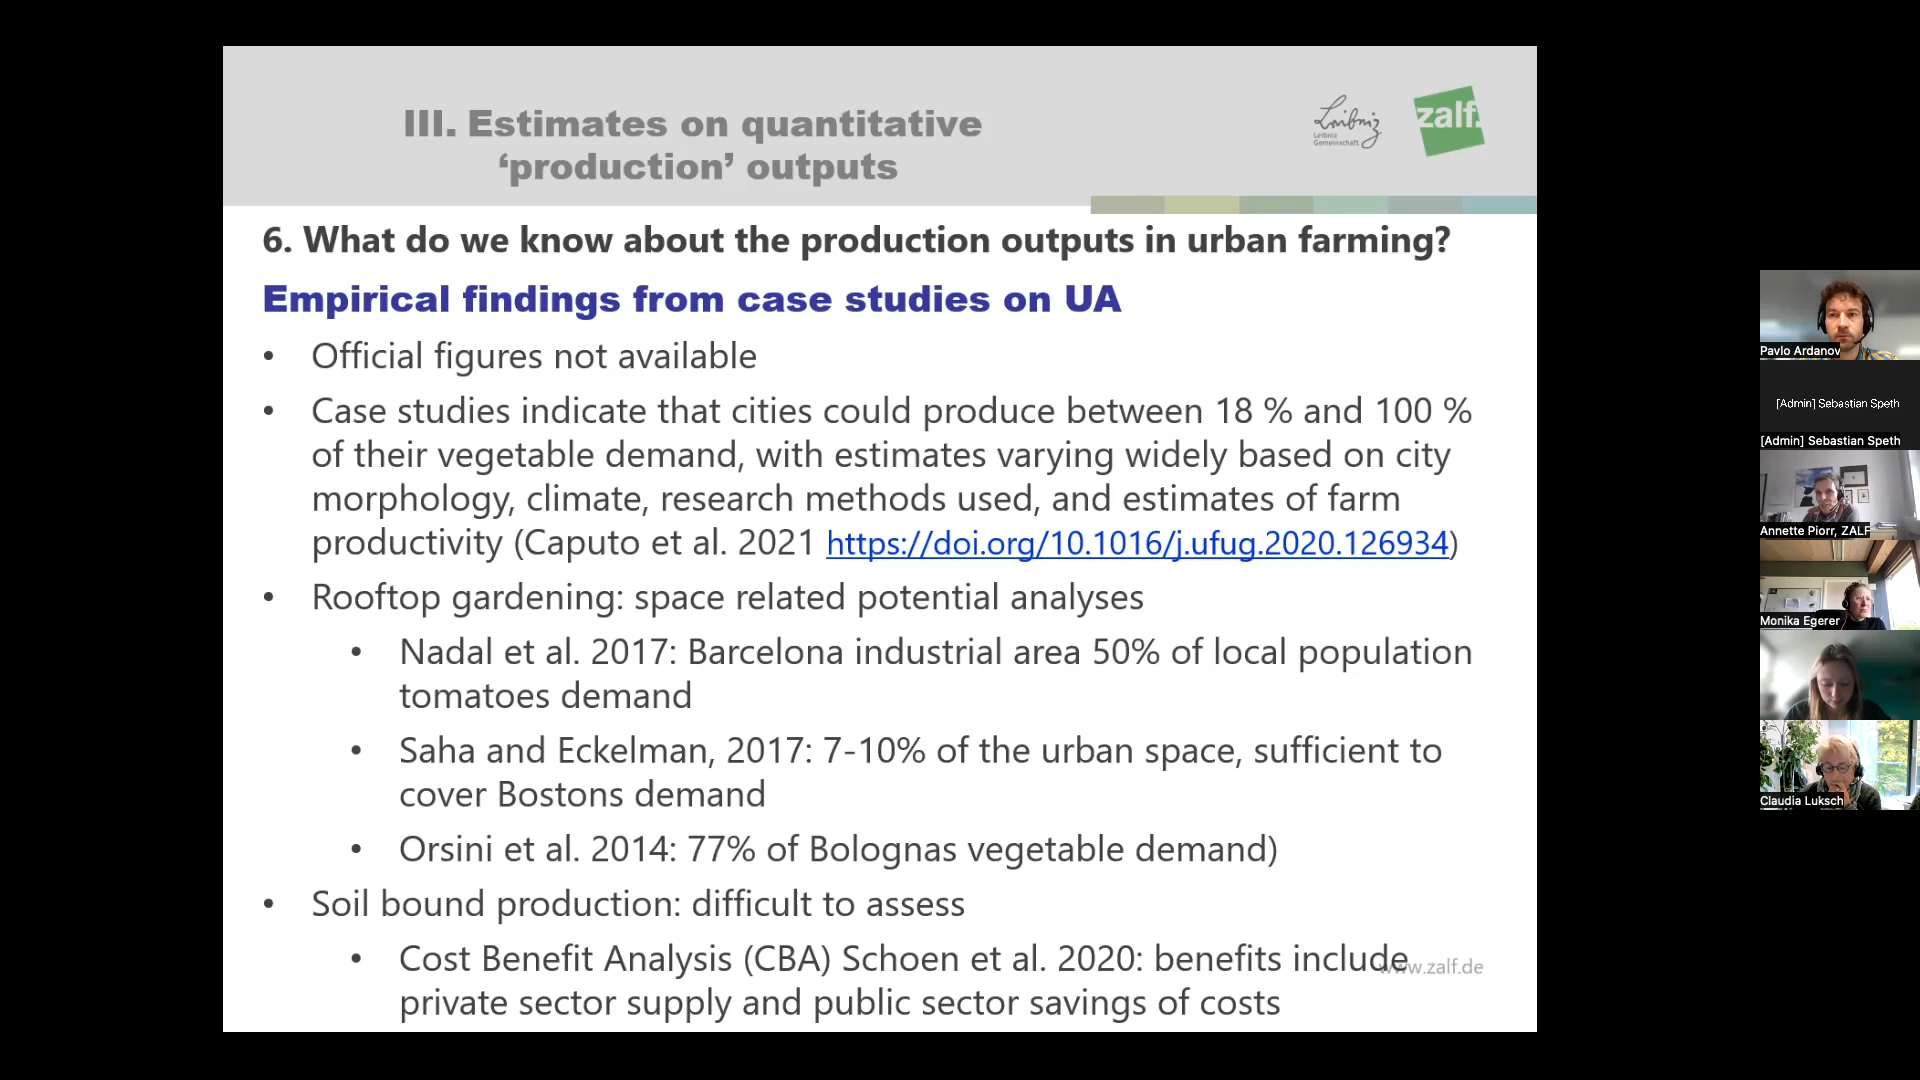 III. Estimates on quantitative
‘production’ outputs
Leibniz
Leibniz
Gemeinschaft
zalf.
6. What do we know about the production outputs in urban farming?
Empirical findings from case studies on UA
• Official figures not available
• Case studies indicate that cities could produce between 18 % and 100 %
of their vegetable demand, with estimates varying widely based on city
morphology, climate, research methods used, and estimates of farm
productivity (Caputo et al. 2021 https://doi.org/10.1016/j.ufug.2020.126934)
• Rooftop gardening: space related potential analyses
• Nadal et al. 2017: Barcelona industrial area 50% of local population
tomatoes demand
• Saha and Eckelman, 2017: 7-10% of the urban space, sufficient to
cover Bostons demand
• Orsini et al. 2014: 77% of Bolognas vegetable demand)
• Soil bound production: difficult to assess
• Cost Benefit Analysis (CBA) Schoen et al. 2020: benefits include
private sector supply and public sector savings of costs
www.zalf.de
Pavlo Ardanov
[Admin] Sebastian Speth
[Admin] Sebastian Speth
Annette Piorr, ZALF
Monika Egerer
Claudia Luksch